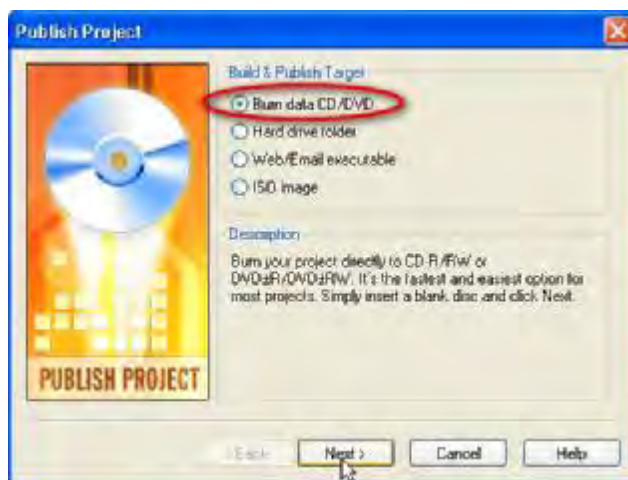 Publish Project
Build & Publish Target
Burn data CD/DVD
Hard drive folder
Web/Email executable
ISO image
Description
Burn your project directly to CD-R/RW or
DVD±R/DVD±RW. It's the fastest and easiest option for
most projects. Simply insert a blank disc and click Next.
PUBLISH PROJECT
< Back
Next >
Cancel
Help